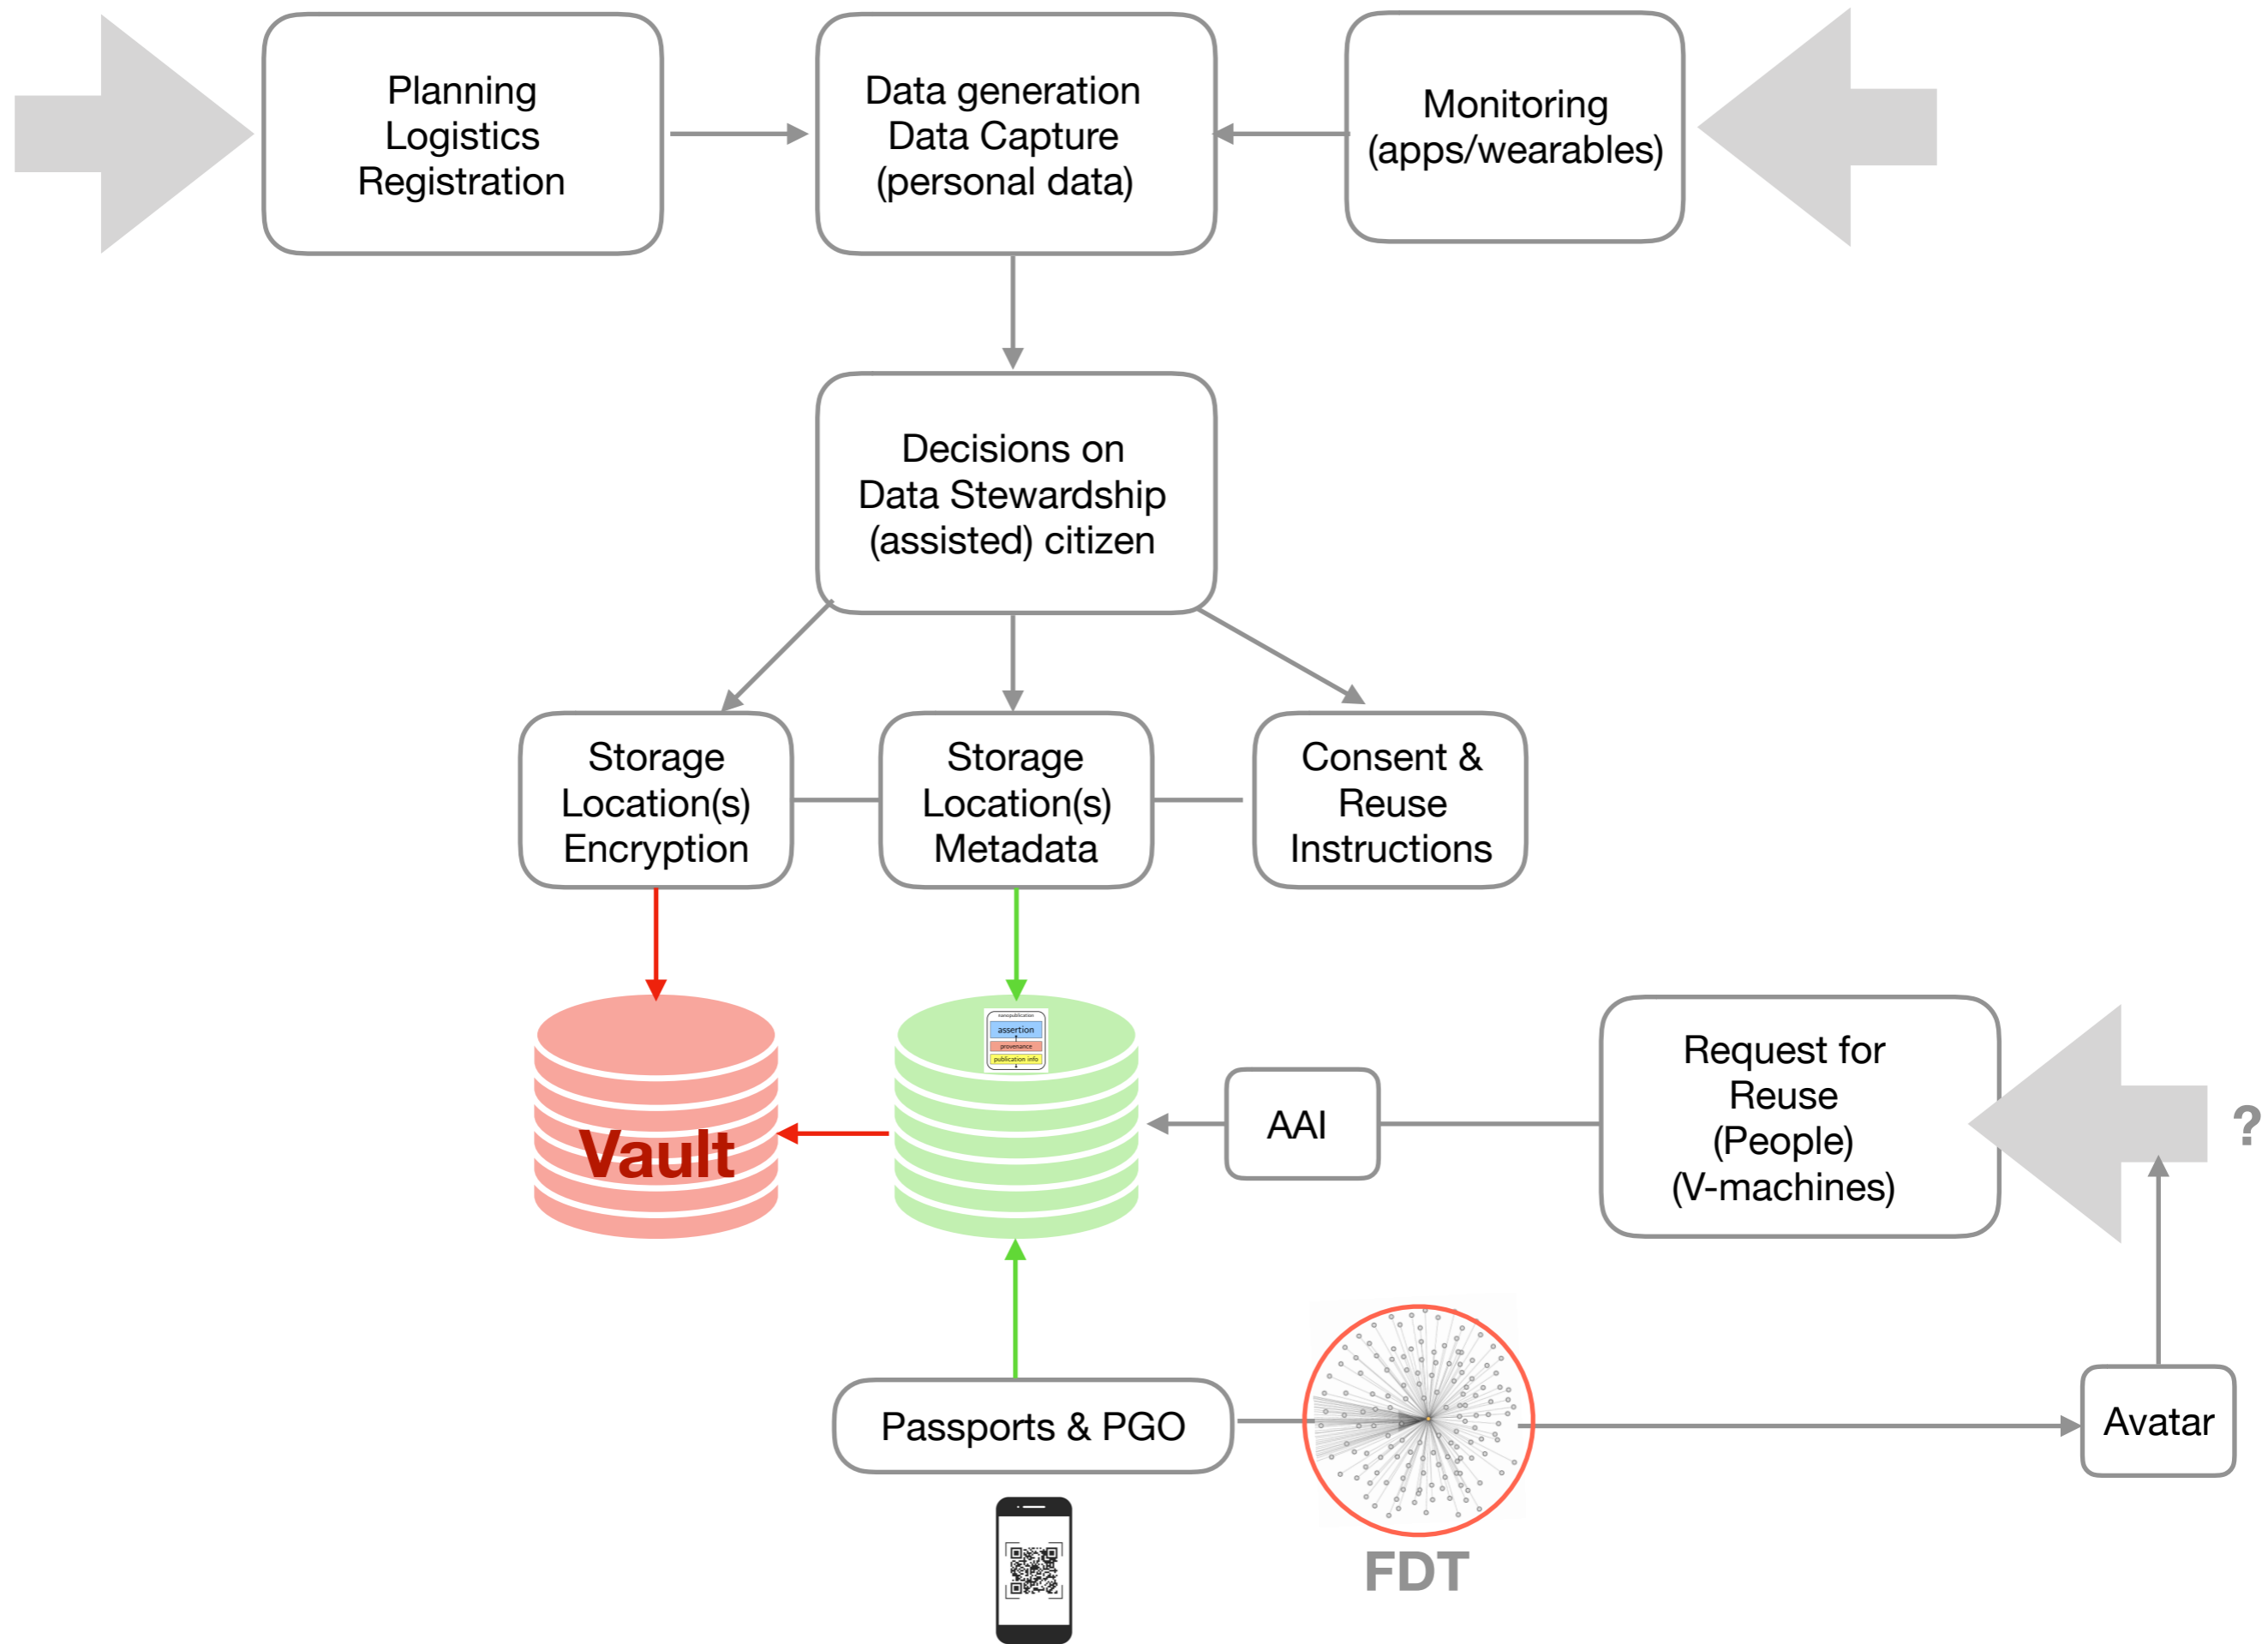 Planning
Logistics
Registration
Data generation
Data Capture
(personal data)
Monitoring
(apps/wearables)
Decisions on
Data Stewardship
(assisted) citizen
Storage
Location(s)
Encryption
Storage
Location(s)
Metadata
Consent &
Reuse
Instructions
nanopublication
assertion
provenance
publication info
Vault
AAI
Request for
Reuse
(People)
(V-machines)
?
Passports & PGO
FDT
Avatar